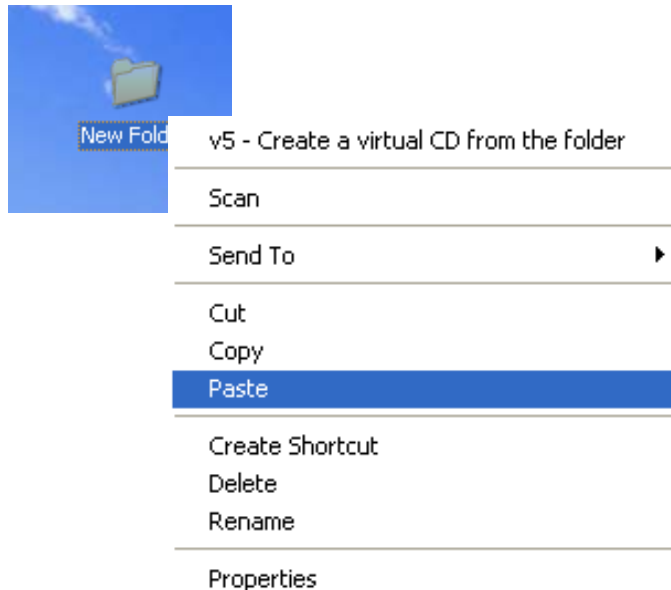 New Fold
v5 - Create a virtual CD from the folder
Scan
Send To
Cut
Copy
Paste
Create Shortcut
Delete
Rename
Properties